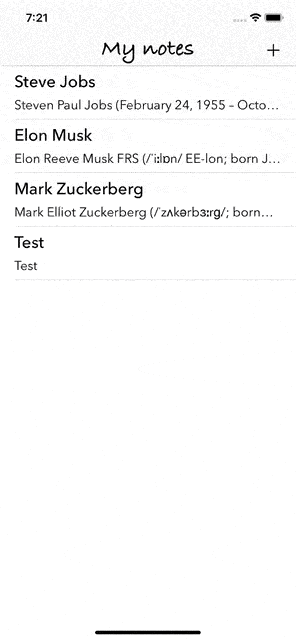 7:21
My notes
+
Steve Jobs
Steven Paul Jobs (February 24, 1955 – Octo...
Elon Musk
Elon Reeve Musk FRS (/ˈiːlɒn/ EE-lon; born J...
Mark Zuckerberg
Mark Elliot Zuckerberg (/ˈzʌkərbɜːrɡ/; born...
Test
Test